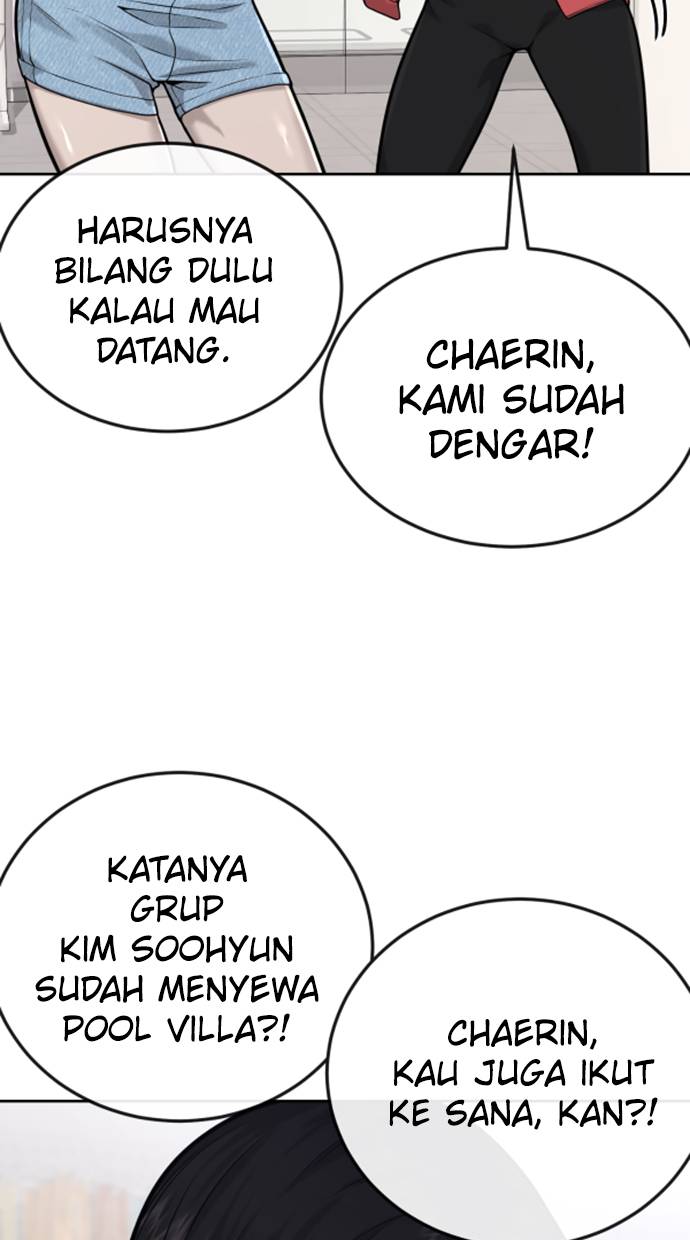 HARUSNYA
BILANG DULU
KALAU MAU
DATANG.
CHAERIN,
KAMI SUDAH
DENGAR!
KATANYA
GRUP
KIM SOOHYUN
SUDAH MENYEWA
POOL VILLA?!
CHAERIN,
KAU JUGA IKUT
KE SANA, KAN?!